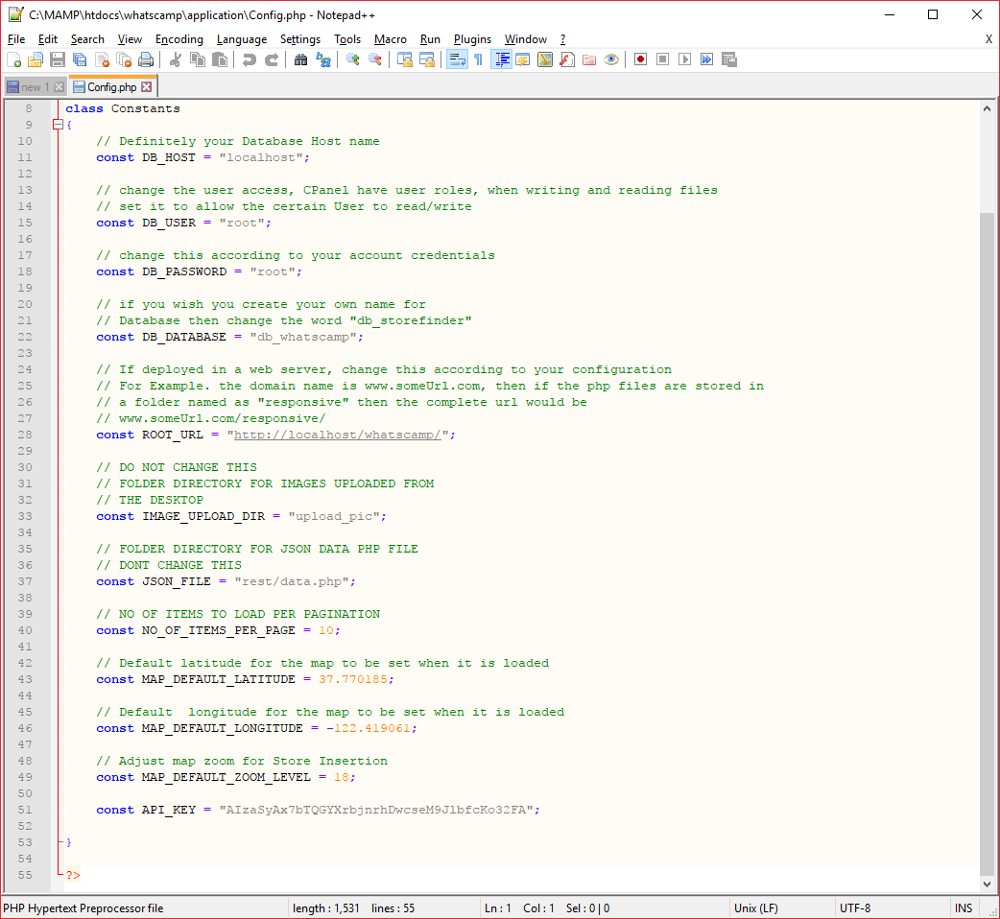 C:\MAMP\htdocs\whatscamp\application\Config.php - Notepad++
File Edit Search View Encoding Language Settings Tools Macro Run Plugins Window ? X
new 1 Config.php
8 class Constants
9 {
10 // Definitely your Database Host name
11 const DB_HOST = "localhost";
12
13 // change the user access, CPanel have user roles, when writing and reading files
14 // set it to allow the certain User to read/write
15 const DB_USER = "root";
16
17 // change this according to your account credentials
18 const DB_PASSWORD = "root";
19
20 // if you wish you create your own name for
21 // Database then change the word "db_storefinder"
22 const DB_DATABASE = "db_whatscamp";
23
24 // If deployed in a web server, change this according to your configuration
25 // For Example. the domain name is www.someUrl.com, then if the php files are stored in
26 // a folder named as "responsive" then the complete url would be
27 // www.someUrl.com/responsive/
28 const ROOT_URL = "http://localhost/whatscamp/";
29
30 // DO NOT CHANGE THIS
31 // FOLDER DIRECTORY FOR IMAGES UPLOADED FROM
32 // THE DESKTOP
33 const IMAGE_UPLOAD_DIR = "upload_pic";
34
35 // FOLDER DIRECTORY FOR JSON DATA PHP FILE
36 // DONT CHANGE THIS
37 const JSON_FILE = "rest/data.php";
38
39 // NO OF ITEMS TO LOAD PER PAGINATION
40 const NO_OF_ITEMS_PER_PAGE = 10;
41
42 // Default latitude for the map to be set when it is loaded
43 const MAP_DEFAULT_LATITUDE = 37.770185;
44
45 // Default  longitude for the map to be set when it is loaded
46 const MAP_DEFAULT_LONGITUDE = -122.419061;
47
48 // Adjust map zoom for Store Insertion
49 const MAP_DEFAULT_ZOOM_LEVEL = 18;
50
51 const API_KEY = "AIzaSyAx7bTQGYXrbjnrhDwcseM9JlbfcKo32FA";
52
53 }
54
55 ?>
PHP Hypertext Preprocessor file length : 1,531 lines : 55 Ln : 1 Col : 1 Sel : 0 | 0 Unix (LF) UTF-8 INS